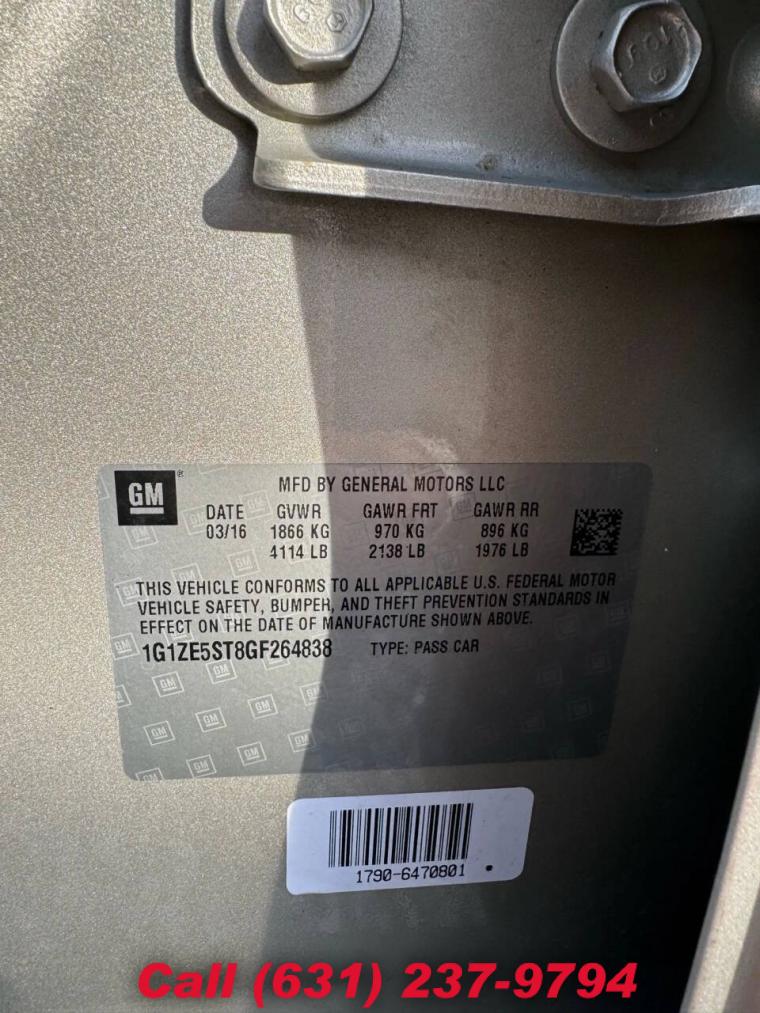 GM ® MFD BY GENERAL MOTORS LLC
DATE GVWR GAWR FRT GAWR RR
03/16 1866 KG 970 KG 896 KG
4114 LB 2138 LB 1976 LB
THIS VEHICLE CONFORMS TO ALL APPLICABLE U.S. FEDERAL MOTOR
VEHICLE SAFETY, BUMPER, AND THEFT PREVENTION STANDARDS IN
EFFECT ON THE DATE OF MANUFACTURE SHOWN ABOVE.
1G1ZE5ST8GF264838 TYPE: PASS CAR
1790-6470801
Call (631) 237-9794